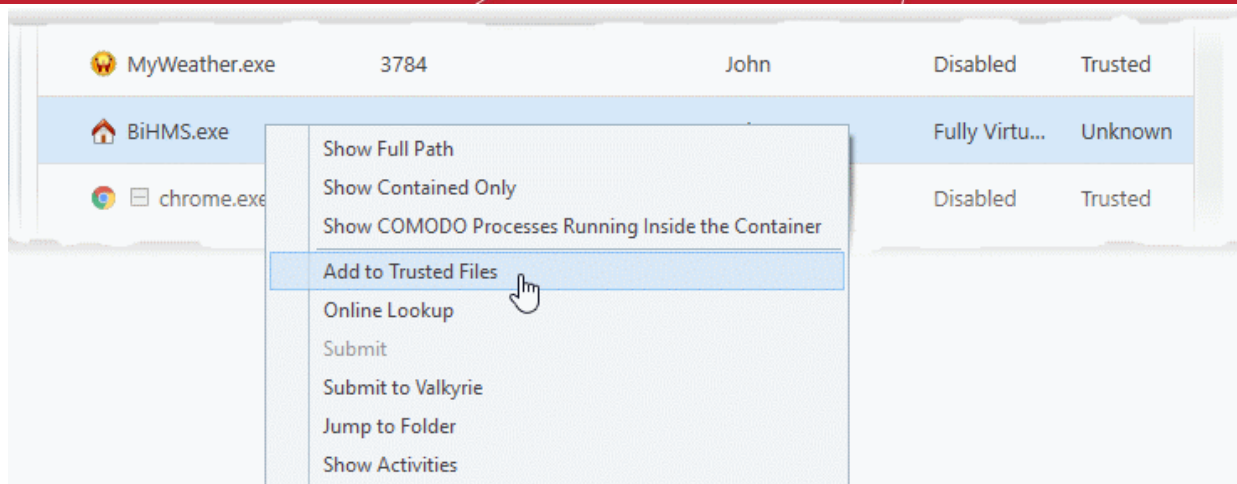 MyWeather.exe 3784 John Disabled Trusted
BiHMS.exe Fully Virtu... Unknown
chrome.exe Disabled Trusted
Show Full Path
Show Contained Only
Show COMODO Processes Running Inside the Container
Add to Trusted Files
Online Lookup
Submit
Submit to Valkyrie
Jump to Folder
Show Activities